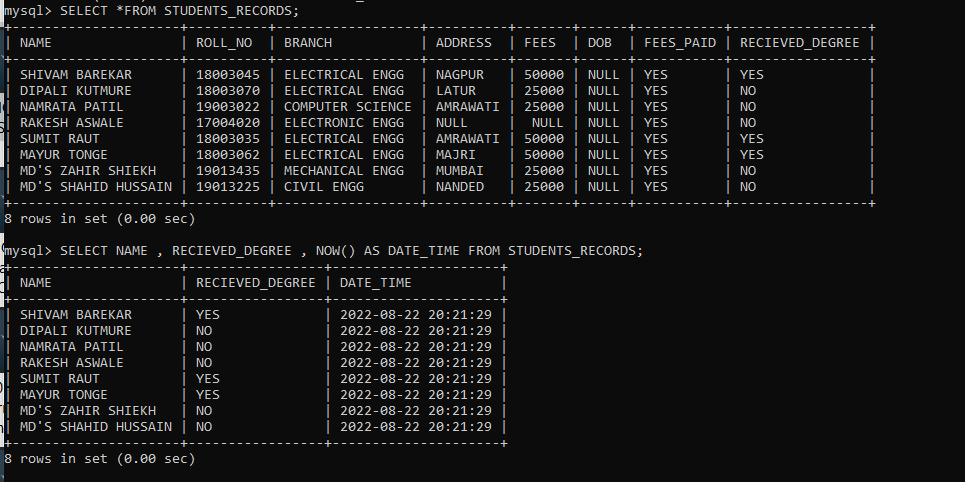 mysql> SELECT *FROM STUDENTS_RECORDS;
+---------------------+----------+------------------+----------+-------+------+-----------+-----------------+
| NAME                | ROLL_NO  | BRANCH           | ADDRESS  | FEES  | DOB  | FEES_PAID | RECIEVED_DEGREE |
+---------------------+----------+------------------+----------+-------+------+-----------+-----------------+
| SHIVAM BAREKAR      | 18003045 | ELECTRICAL ENGG  | NAGPUR   | 50000 | NULL | YES       | YES             |
| DIPALI KUTMURE      | 18003070 | ELECTRICAL ENGG  | LATUR    | 25000 | NULL | YES       | NO              |
| NAMRATA PATIL       | 19003022 | COMPUTER SCIENCE | AMRAWATI | 25000 | NULL | YES       | NO              |
| RAKESH ASWALE       | 17004020 | ELECTRONIC ENGG  | NULL     |  NULL | NULL | YES       | NO              |
| SUMIT RAUT          | 18003035 | ELECTRICAL ENGG  | AMRAWATI | 50000 | NULL | YES       | YES             |
| MAYUR TONGE         | 18003062 | ELECTRICAL ENGG  | MAJRI    | 50000 | NULL | YES       | YES             |
| MD'S ZAHIR SHIEKH   | 19013435 | MECHANICAL ENGG  | MUMBAI   | 25000 | NULL | YES       | NO              |
| MD'S SHAHID HUSSAIN | 19013225 | CIVIL ENGG       | NANDED   | 25000 | NULL | YES       | NO              |
+---------------------+----------+------------------+----------+-------+------+-----------+-----------------+
8 rows in set (0.00 sec)
mysql> SELECT NAME , RECIEVED_DEGREE , NOW() AS DATE_TIME FROM STUDENTS_RECORDS;
+---------------------+-----------------+---------------------+
| NAME                | RECIEVED_DEGREE | DATE_TIME           |
+---------------------+-----------------+---------------------+
| SHIVAM BAREKAR      | YES             | 2022-08-22 20:21:29 |
| DIPALI KUTMURE      | NO              | 2022-08-22 20:21:29 |
| NAMRATA PATIL       | NO              | 2022-08-22 20:21:29 |
| RAKESH ASWALE       | NO              | 2022-08-22 20:21:29 |
| SUMIT RAUT          | YES             | 2022-08-22 20:21:29 |
| MAYUR TONGE         | YES             | 2022-08-22 20:21:29 |
| MD'S ZAHIR SHIEKH   | NO              | 2022-08-22 20:21:29 |
| MD'S SHAHID HUSSAIN | NO              | 2022-08-22 20:21:29 |
+---------------------+-----------------+---------------------+
8 rows in set (0.00 sec)